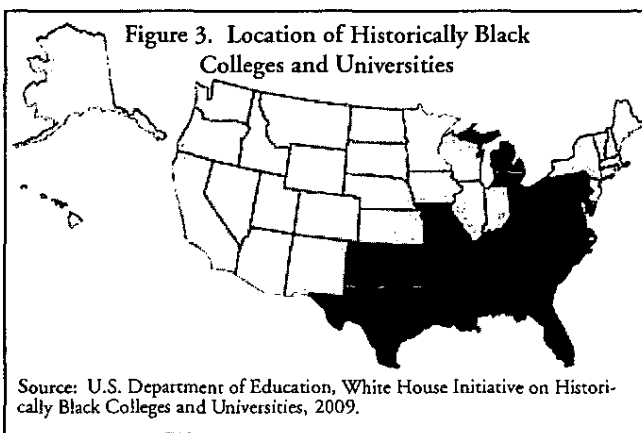 Figure 3. Location of Historically Black
Colleges and Universities
Source: U.S. Department of Education, White House Initiative on Histori-
cally Black Colleges and Universities, 2009.